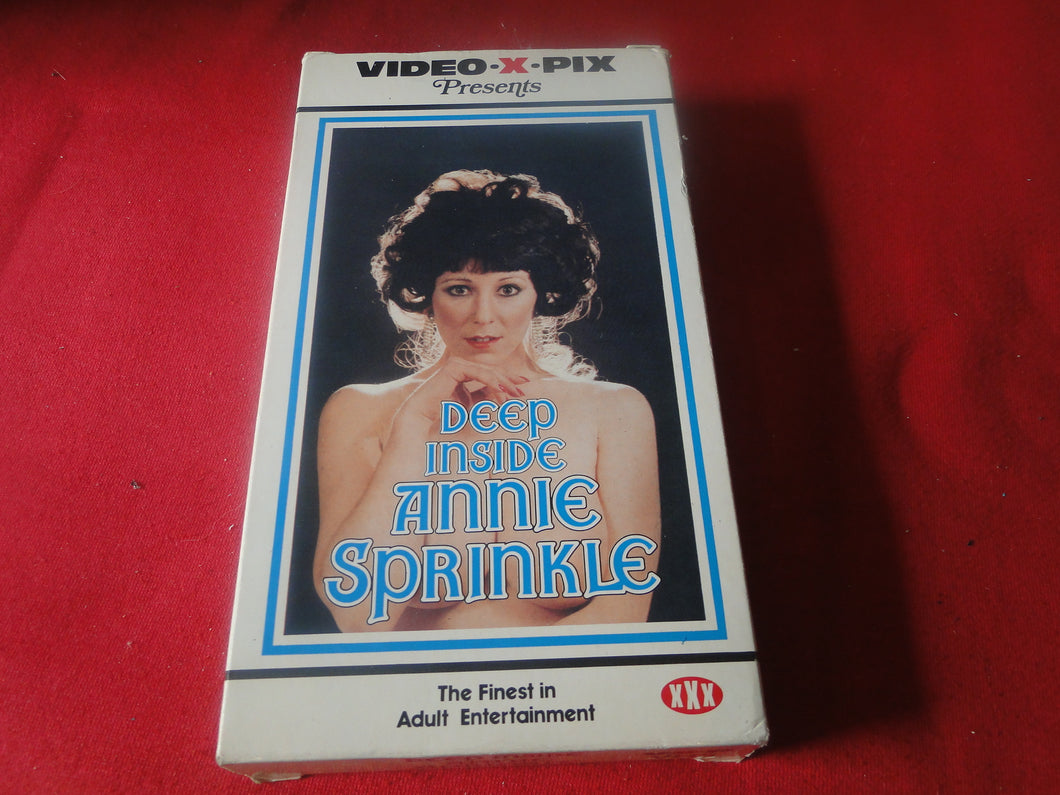 VIDEO·X·PIX
Presents
DEEP
INSIDE
ANNIE
SPRINKLE
The Finest in
Adult Entertainment
XXX